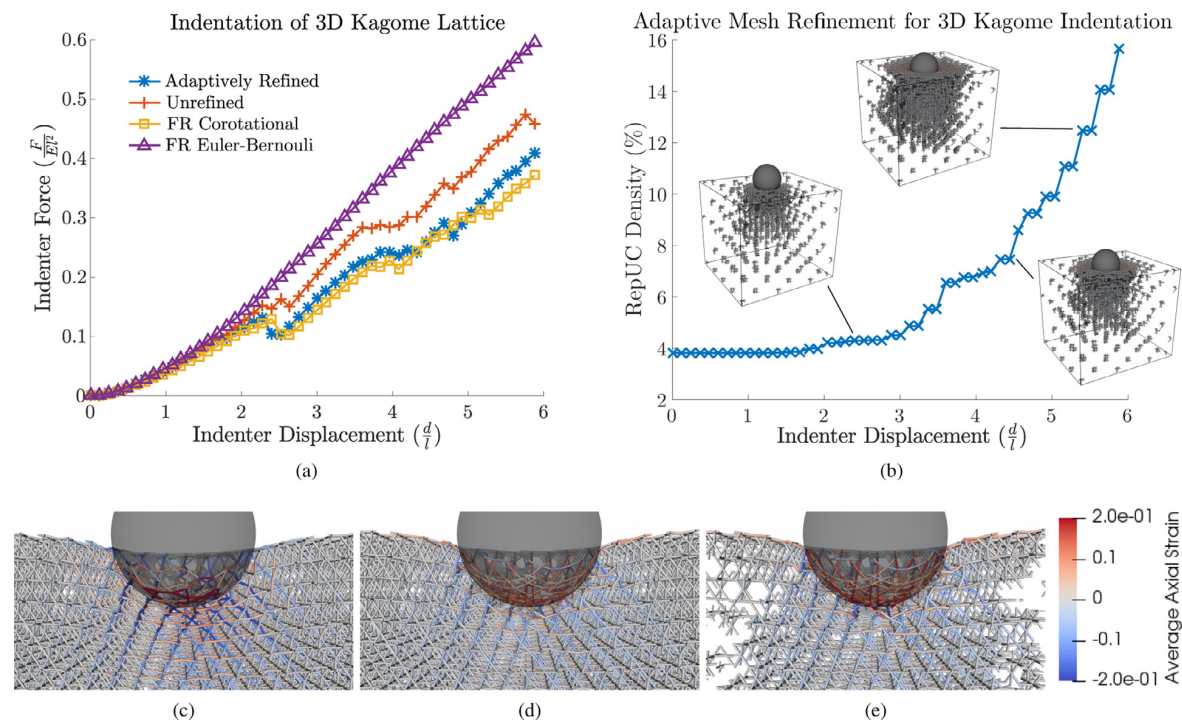 Indentation of 3D Kagome Lattice
0.6
0.5
0.4
0.3
0.2
0.1
0
Indenter Force (F/El²)
Adaptively Refined
Unrefined
FR Corotational
FR Euler-Bernouli
0 1 2 3 4 5 6
Indenter Displacement (d/l)
(a)
Adaptive Mesh Refinement for 3D Kagome Indentation
16
14
12
10
8
6
4
2
RepUC Density (%)
0 1 2 3 4 5 6
Indenter Displacement (d/l)
(b)
(c)
(d)
(e)
2.0e-01
0.1
0
-0.1
-2.0e-01
Average Axial Strain